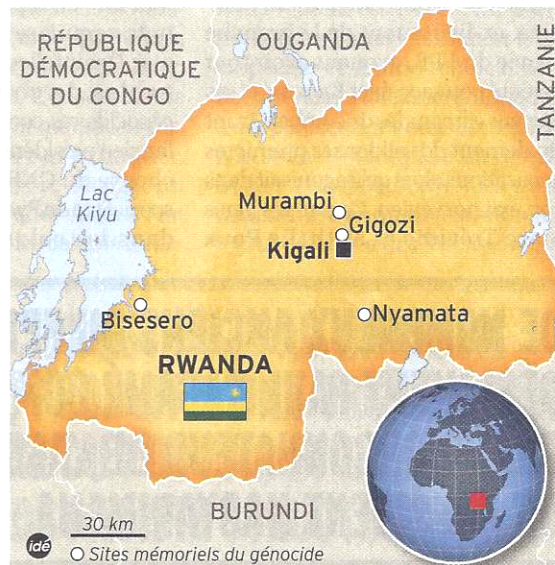 RÉPUBLIQUE
DÉMOCRATIQUE
DU CONGO
OUGANDA
TANZANIE
Lac
Kivu
Murambi
Gigozi
Kigali
Bisesero
Nyamata
RWANDA
BURUNDI
30 km
idé
Sites mémoriels du génocide